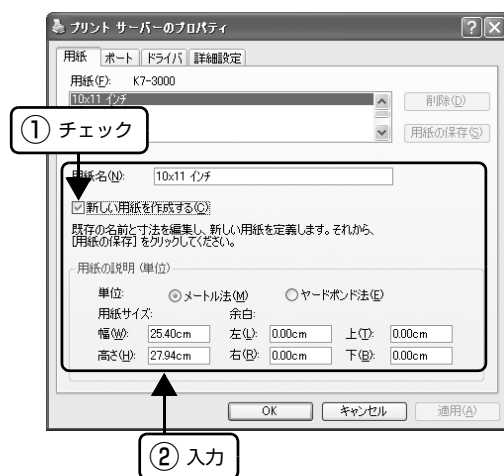 プリント サーバーのプロパティ
用紙 ポート ドライバ 詳細設定
用紙(F): K7-3000
10x11 インチ
削除(D)
用紙の保存(S)
① チェック
用紙名(N): 10x11 インチ
新しい用紙を作成する(C)
既存の名前と寸法を編集し、新しい用紙を定義します。それから、
[用紙の保存] をクリックしてください。
用紙の説明 (単位)
単位: メートル法(M) ヤードポンド法(E)
用紙サイズ: 余白:
幅(W): 25.40cm 左(L): 0.00cm 上(T): 0.00cm
高さ(H): 27.94cm 右(R): 0.00cm 下(B): 0.00cm
OK キャンセル 適用(A)
② 入力